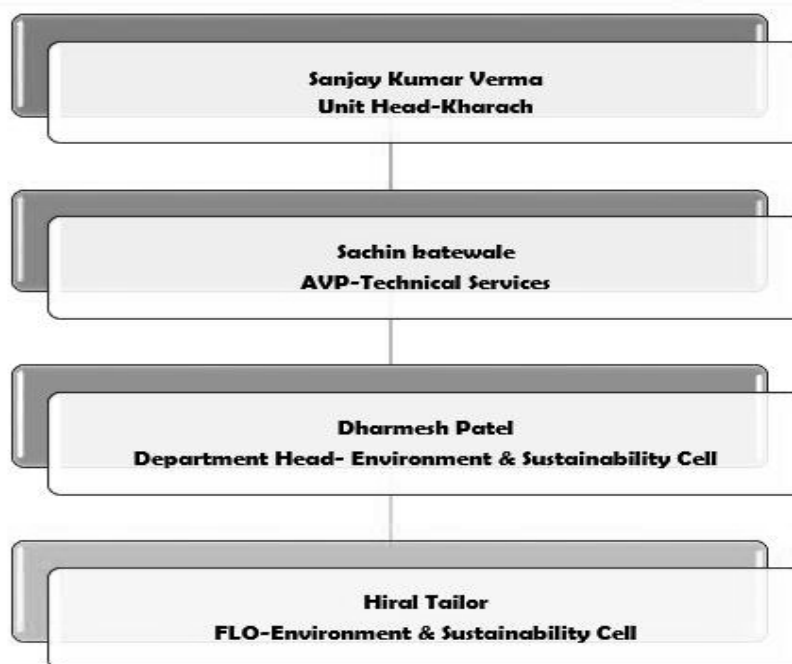 Sanjay Kumar Verma
Unit Head-Kharach
Sachin katewale
AVP-Technical Services
Dharmesh Patel
Department Head- Environment & Sustainability Cell
Hiral Tailor
FLO-Environment & Sustainability Cell